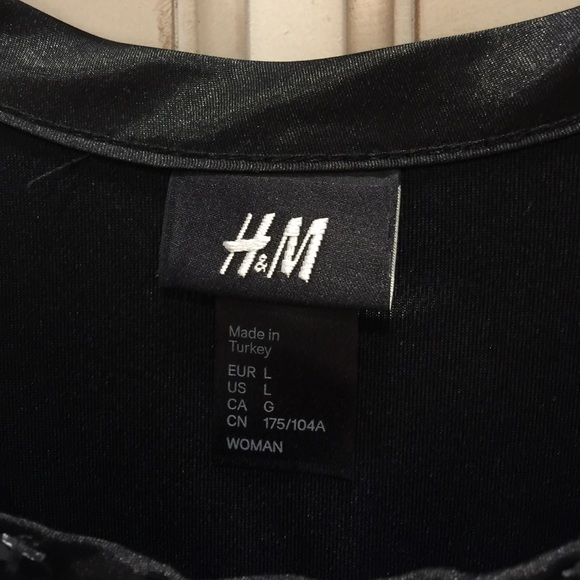 H&M
Made in
Turkey
EUR L
US L
CA G
CN 175/104A
WOMAN